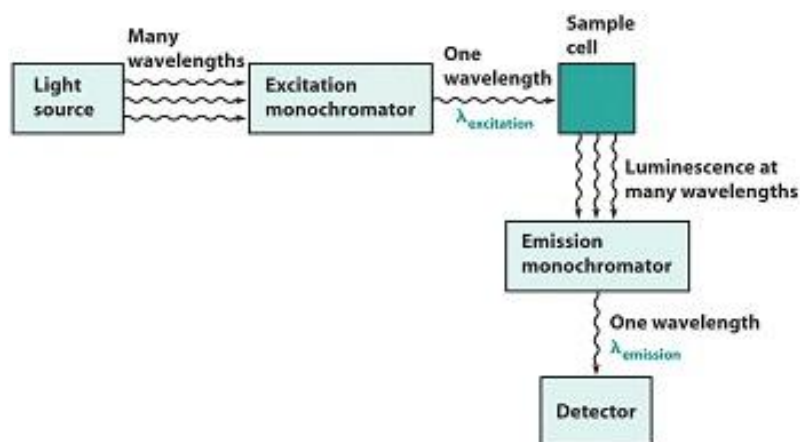 Many
wavelengths
Light
source
Excitation
monochromator
One
wavelength
λexcitation
Sample
cell
Luminescence at
many wavelengths
Emission
monochromator
One wavelength
λemission
Detector